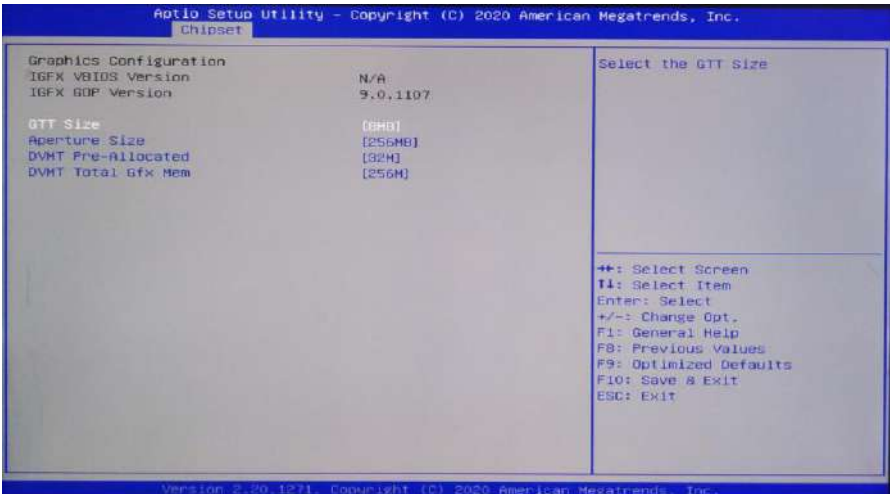 Aptio Setup Utility - Copyright (C) 2020 American Megatrends, Inc.
Chipset
Graphics Configuration
IGFX VBIOS Version N/A
IGFX GOP Version 9.0.1107
GTT Size [8MB]
Aperture Size [256MB]
DVMT Pre-Allocated [32M]
DVMT Total Gfx Mem [256M]
Select the GTT Size
→←: Select Screen
↑↓: Select Item
Enter: Select
+/-: Change Opt.
F1: General Help
F8: Previous Values
F9: Optimized Defaults
F10: Save & Exit
ESC: Exit
Version 2.20.1271. Copyright (C) 2020 American Megatrends, Inc.